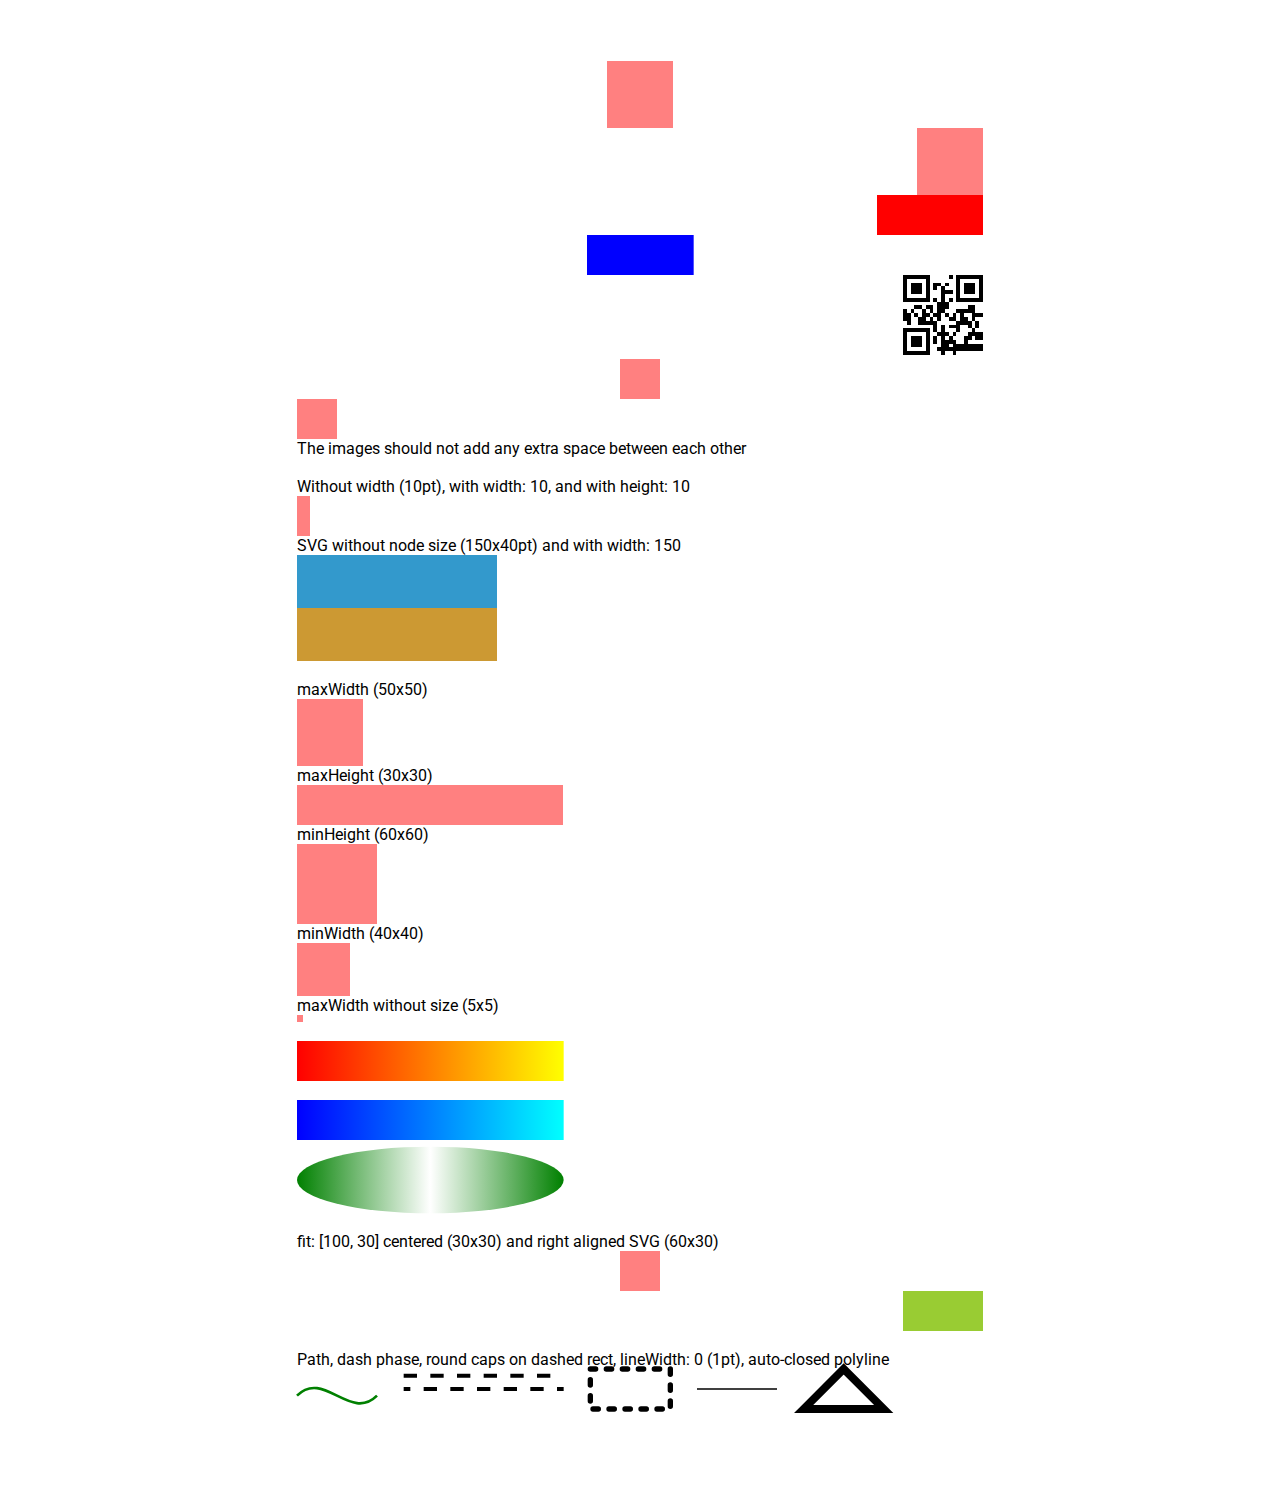 The images should not add any extra space between each other
Without width (10pt), with width: 10, and with height: 10
SVG without node size (150x40pt) and with width: 150
maxWidth (50x50)
maxHeight (30x30)
minHeight (60x60)
minWidth (40x40)
maxWidth without size (5x5)
fit: [100, 30] centered (30x30) and right aligned SVG (60x30)
Path, dash phase, round caps on dashed rect, lineWidth: 0 (1pt), auto-closed polyline